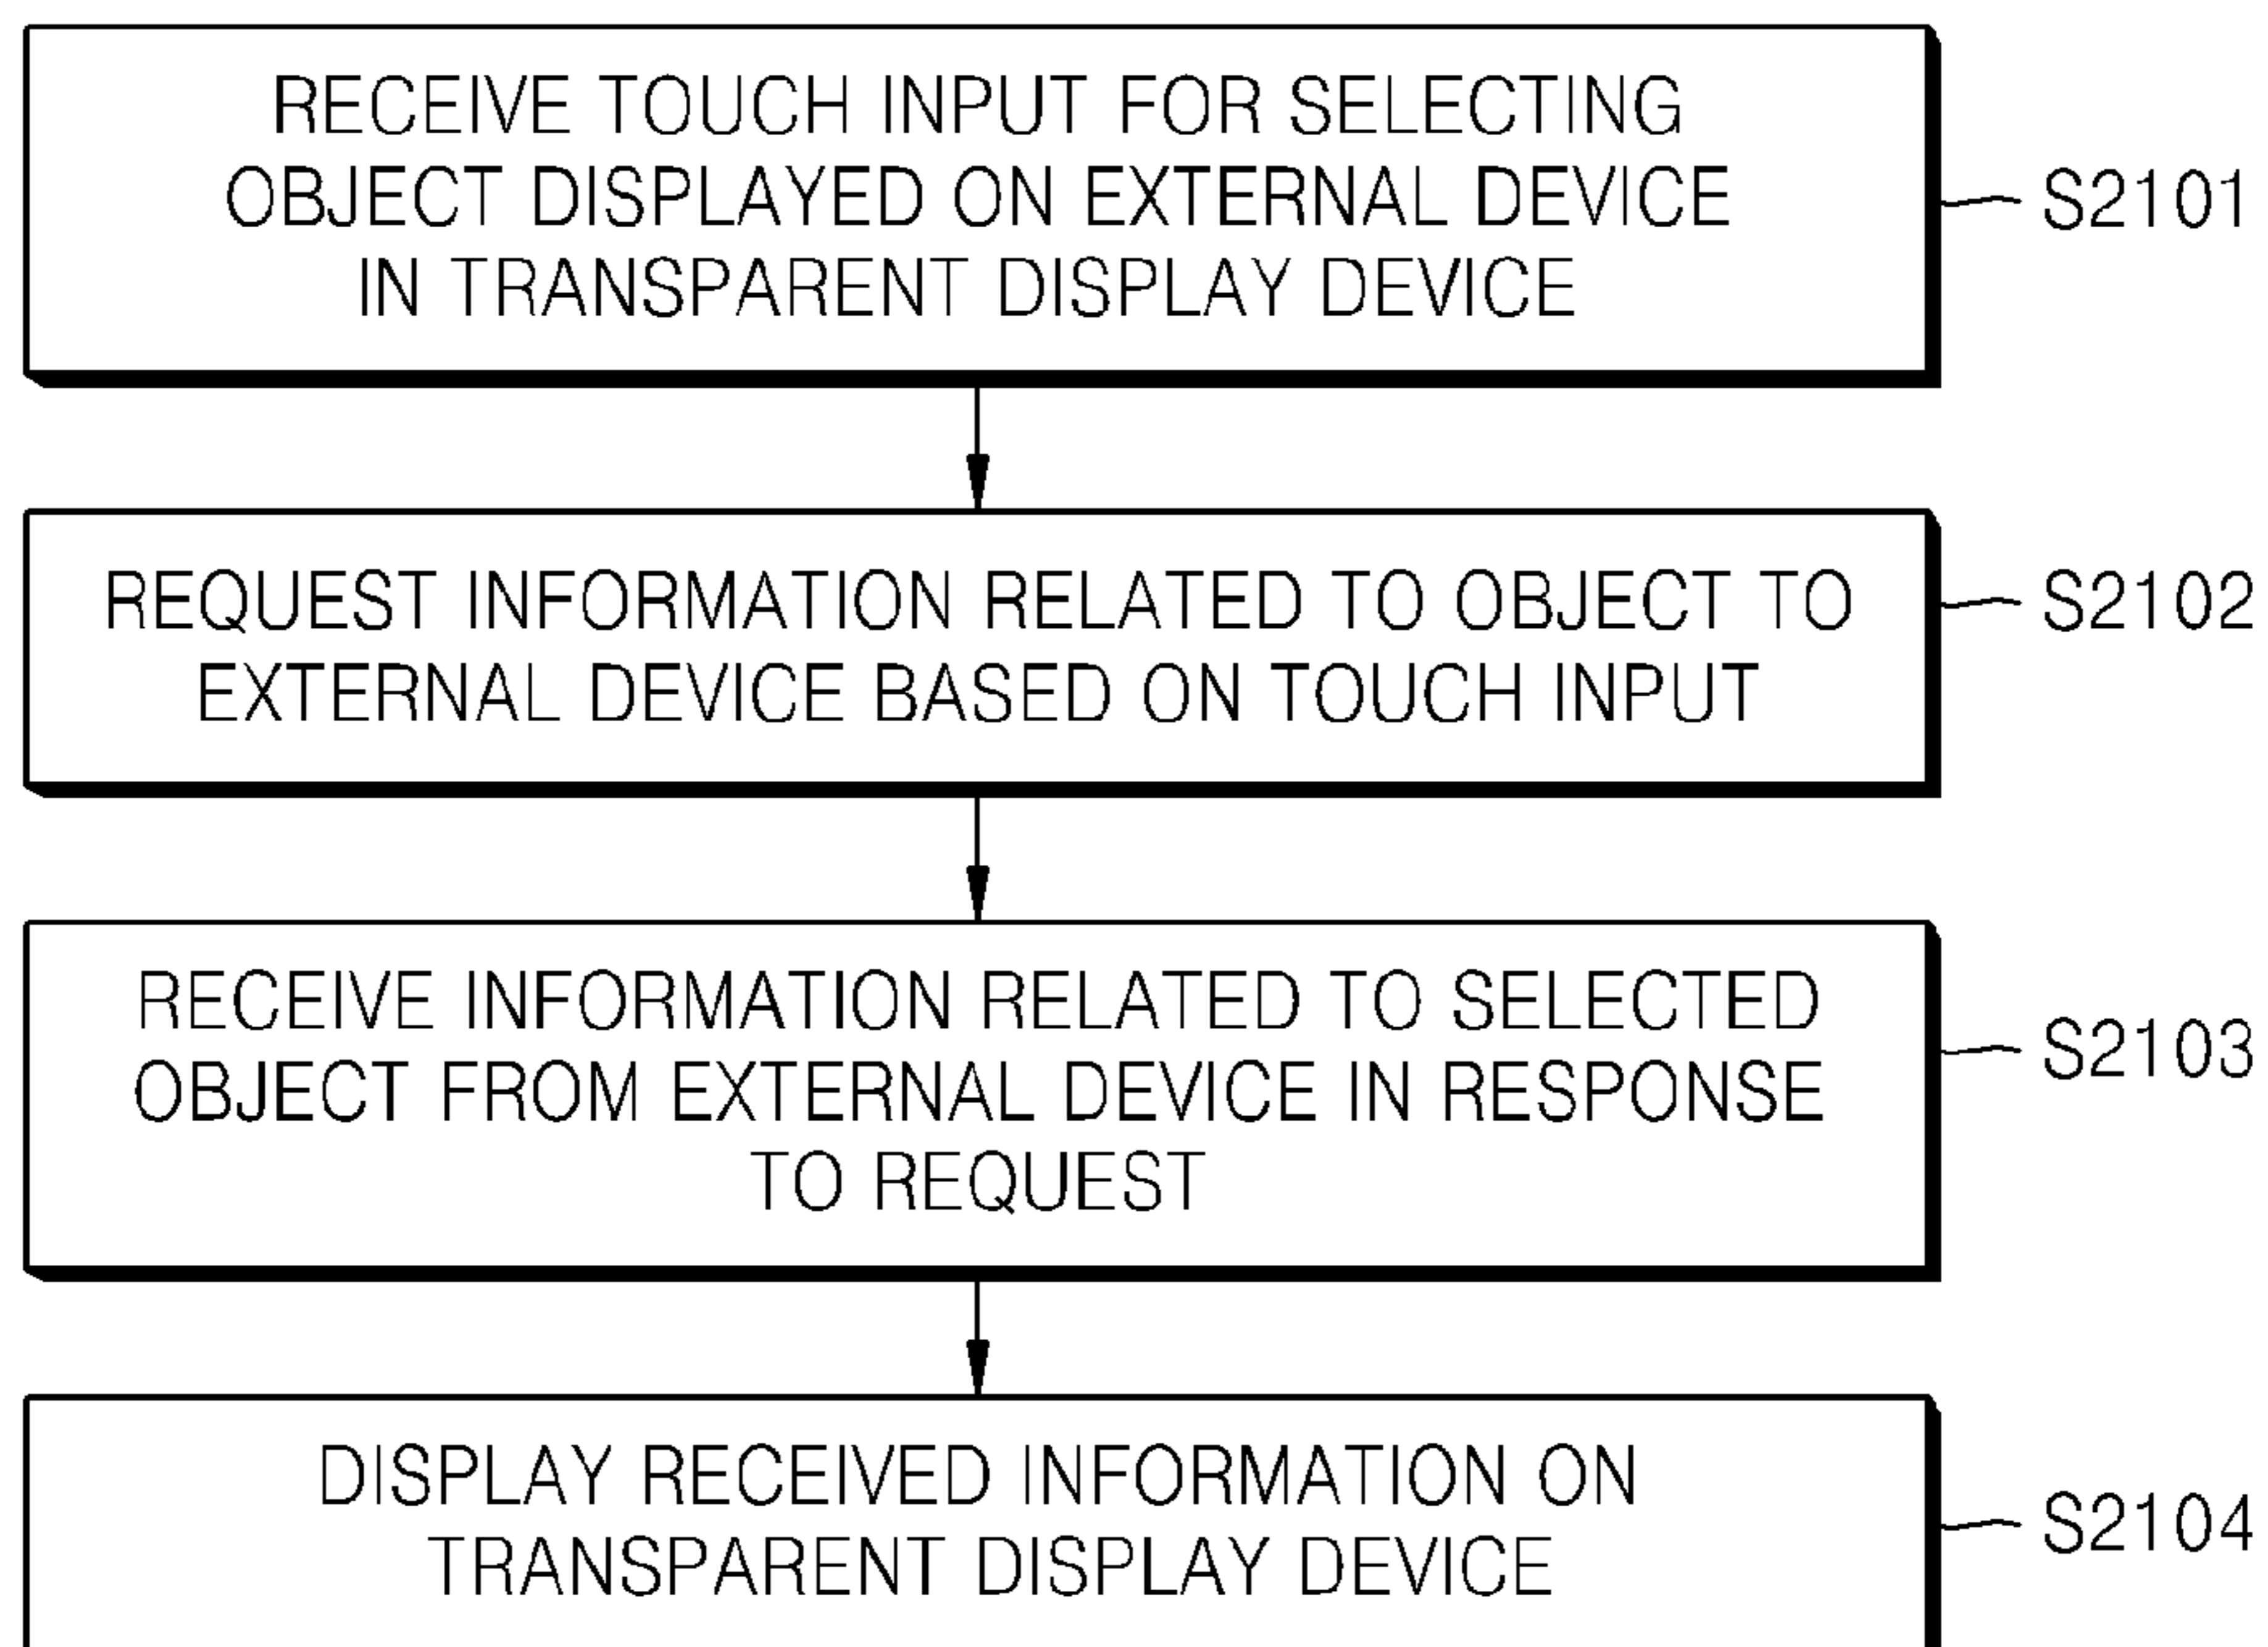 RECEIVE TOUCH INPUT FOR SELECTING
OBJECT DISPLAYED ON EXTERNAL DEVICE
IN TRANSPARENT DISPLAY DEVICE
S2101
REQUEST INFORMATION RELATED TO OBJECT TO
EXTERNAL DEVICE BASED ON TOUCH INPUT
S2102
RECEIVE INFORMATION RELATED TO SELECTED
OBJECT FROM EXTERNAL DEVICE IN RESPONSE
TO REQUEST
S2103
DISPLAY RECEIVED INFORMATION ON
TRANSPARENT DISPLAY DEVICE
S2104